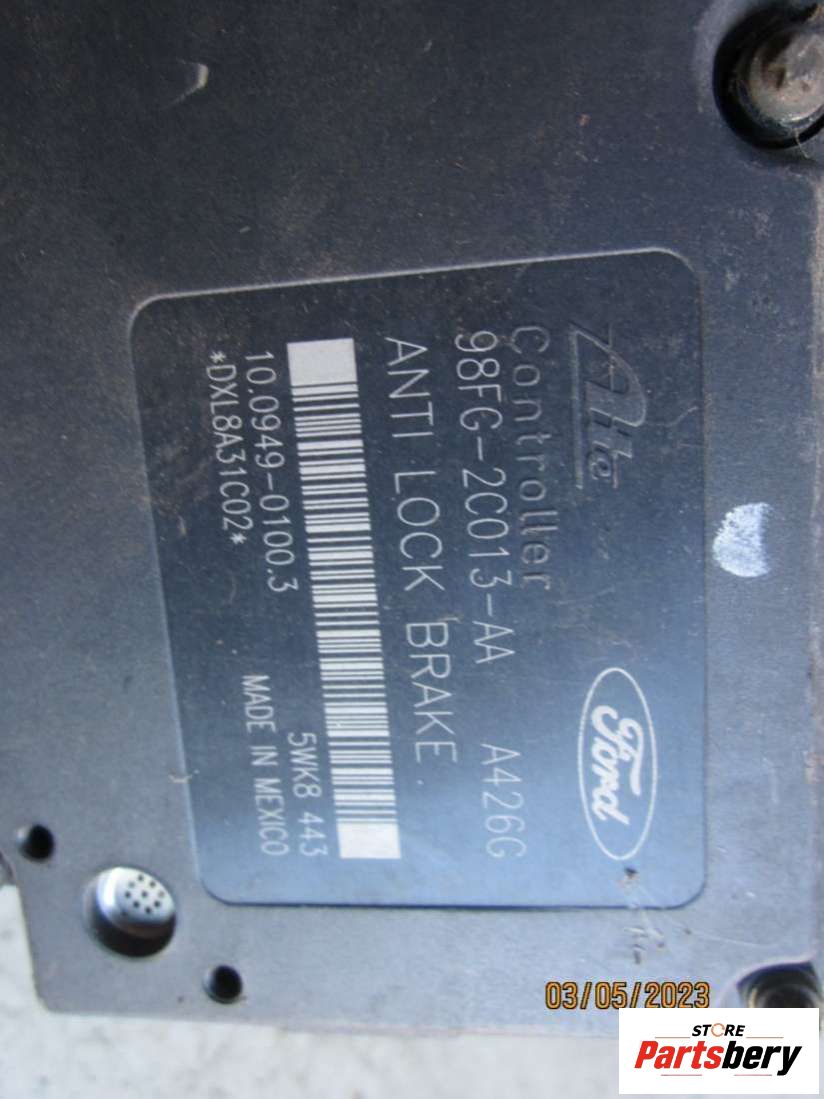 Ate
Ford
Controller
98FG-2C013-AA A426G
ANTI LOCK BRAKE.
5WK8 443
10.0949-0100.3 MADE IN MEXICO
*DXL8A31C02*
03/05/2023
STORE
Partsbery